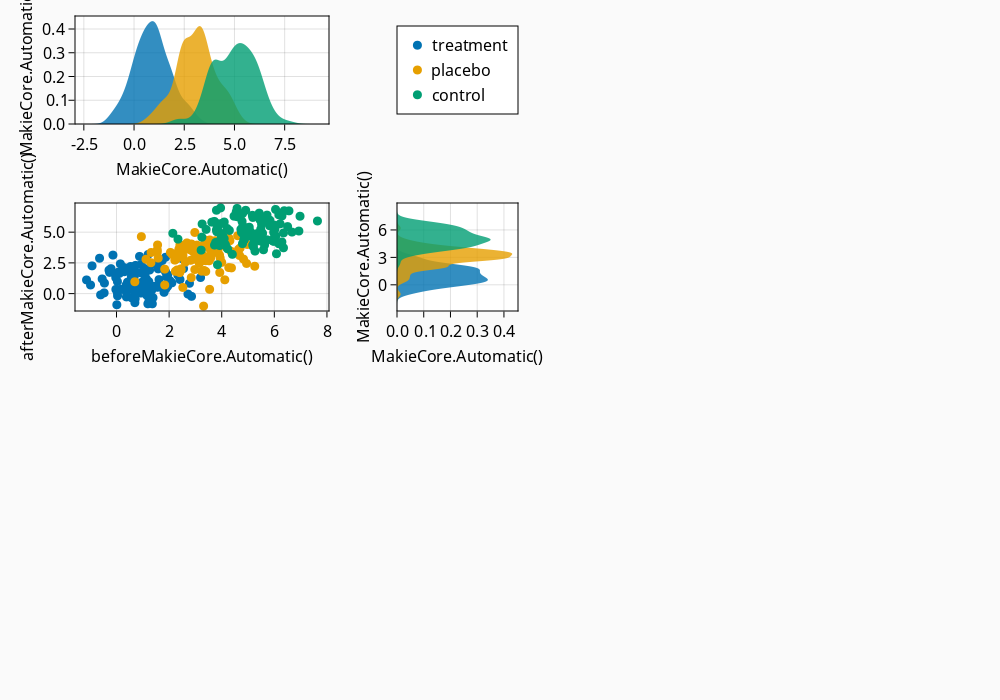 MakieCore.Automatic
0.4
0.3
0.2
0.1
0.0
-2.5 0.0 2.5 5.0 7.5
MakieCore.Automatic()
treatment
placebo
control
afterMakieCore.Automatic()
5.0
2.5
0.0
0 2 4 6 8
beforeMakieCore.Automatic()
MakieCore.Automatic()
6
3
0
0.0 0.1 0.2 0.3 0.4
MakieCore.Automatic()